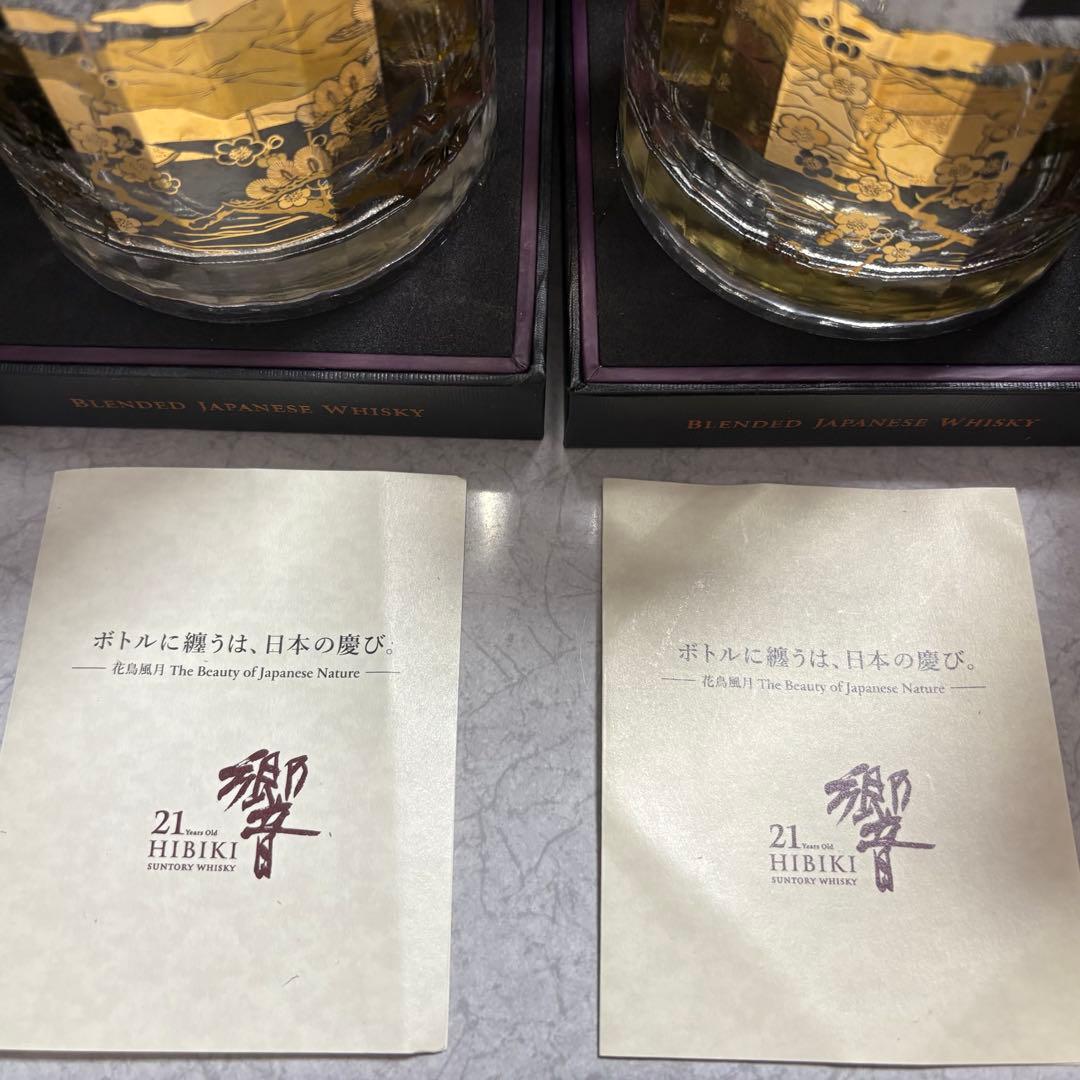 BLENDED JAPANESE WHISKY
BLENDED JAPANESE WHISKY
ボトルに纏うは、日本の慶び。
花鳥風月 The Beauty of Japanese Nature
響
21 Years Old
HIBIKI
SUNTORY WHISKY
ボトルに纏うは、日本の慶び。
花鳥風月 The Beauty of Japanese Nature
響
21 Years Old
HIBIKI
SUNTORY WHISKY